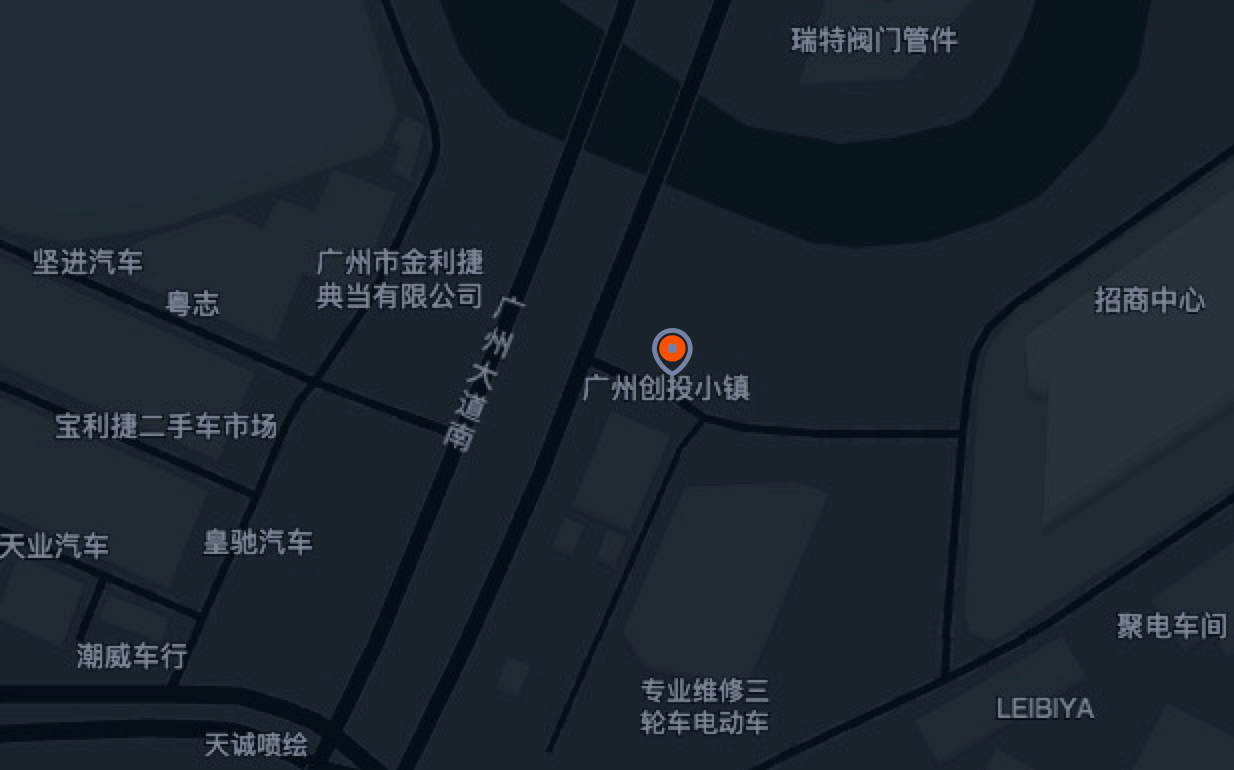 瑞特阀门管件
坚进汽车
广州市金利捷
典当有限公司
粤志
招商中心
广州大道南
广州创投小镇
宝利捷二手车市场
天业汽车
皇驰汽车
聚电车间
潮威车行
专业维修三
轮车电动车
LEIBIYA
天诚喷绘